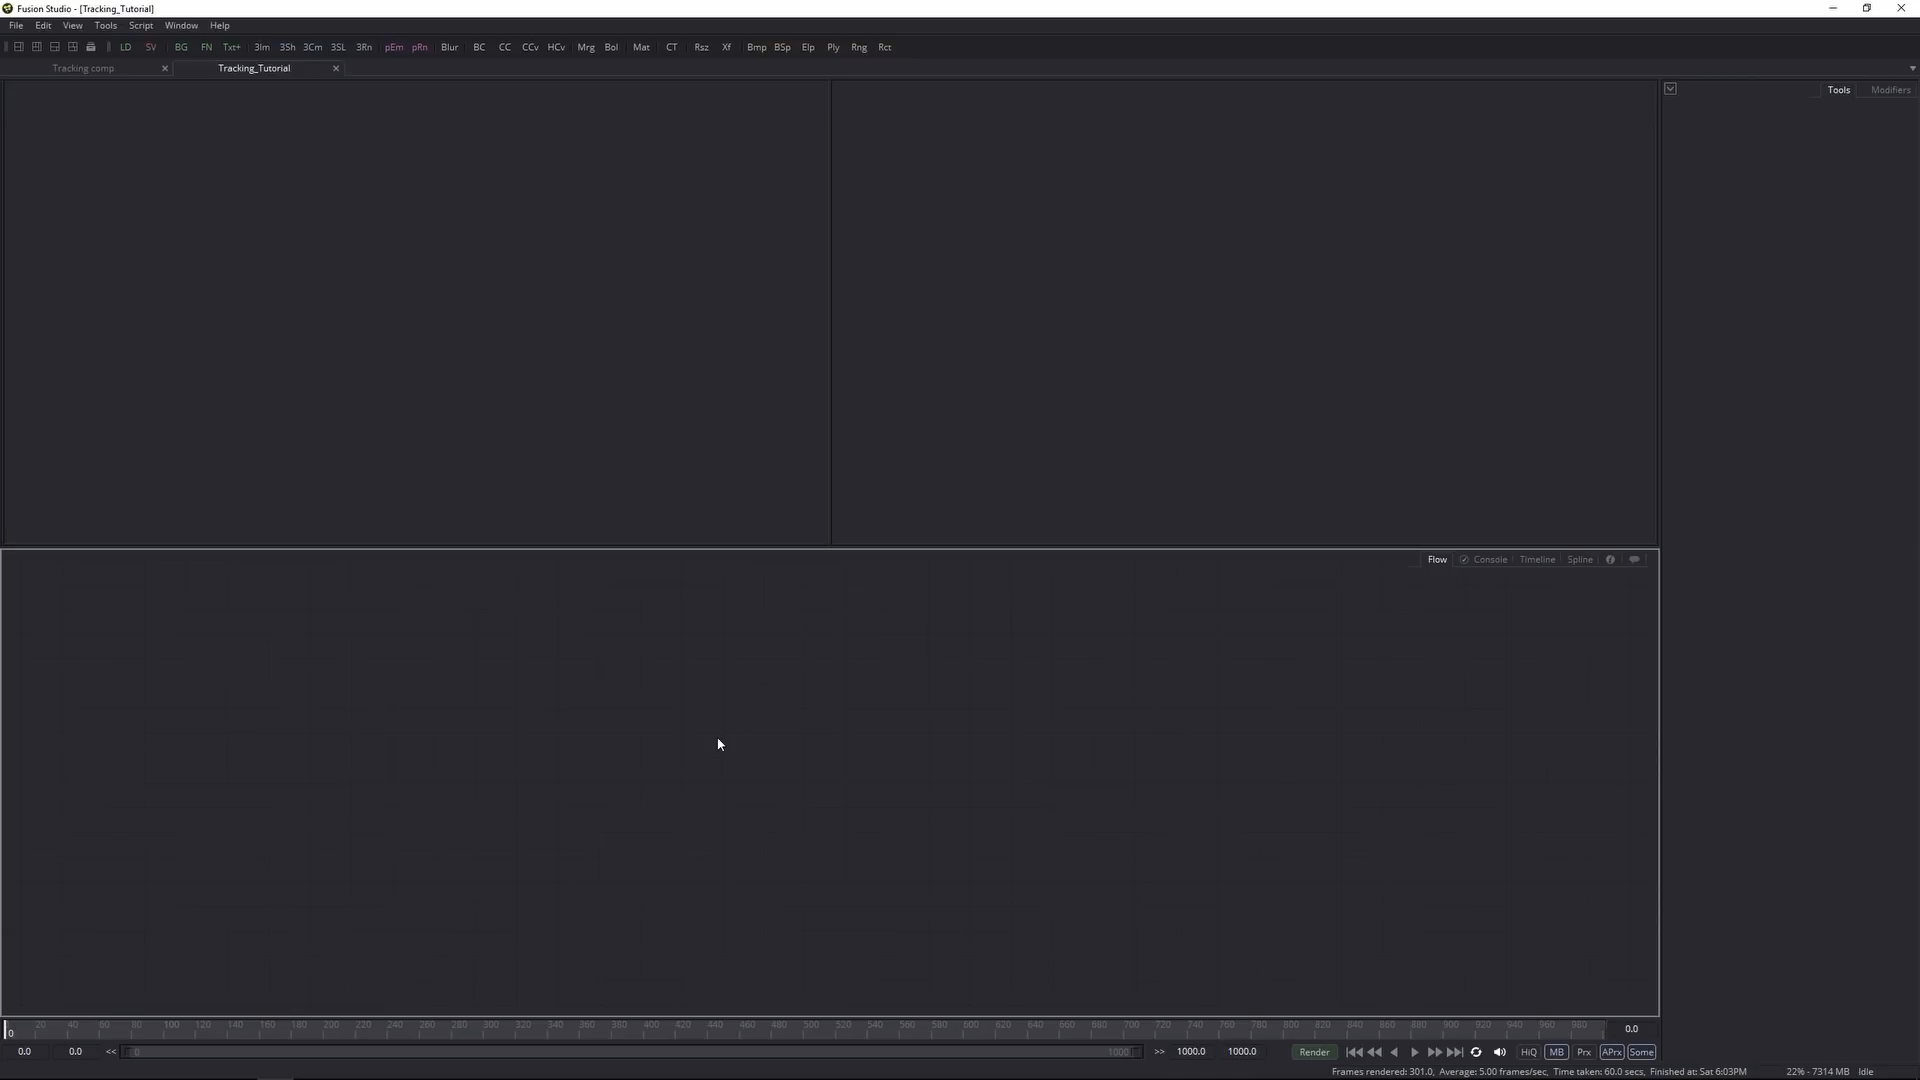 Fusion Studio - [Tracking_Tutorial]
File Edit View Tools Script Window Help
LD SV BG FN Txt+ 3Im 3Sh 3Cm 3SL 3Rn pEm pRn Blur BC CC CCv HCv Mrg Bol Mat CT Rsz Xf Bmp BSp Elp Ply Rng Rct
Tracking comp Tracking_Tutorial
Tools Modifiers
Flow Console Timeline Spline
0 20 40 60 80 100 120 140 160 180 200 220 240 260 280 300 320 340 360 380 400 420 440 460 480 500 520 540 560 580 600 620 640 660 680 700 720 740 760 780 800 820 840 860 880 900 920 940 960 980 0.0
0.0 0.0 << 0 1000 >> 1000.0 1000.0 Render HiQ MB Prx APrx Some
Frames rendered: 301.0, Average: 5.00 frames/sec, Time taken: 60.0 secs, Finished at: Sat 6:03PM 22% - 7314 MB Idle